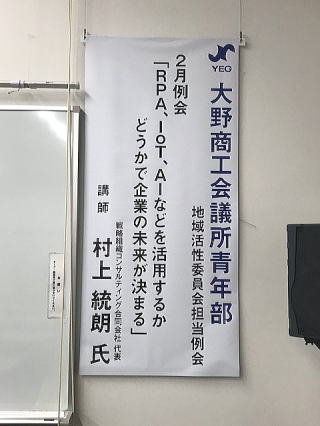 YEG
大野商工会議所青年部
地域活性委員会担当例会
2月例会
「RPA、IoT、AIなどを活用するか
どうかで企業の未来が決まる」
戦略組織コンサルティング合同会社 代表
講師 村上 統朗 氏